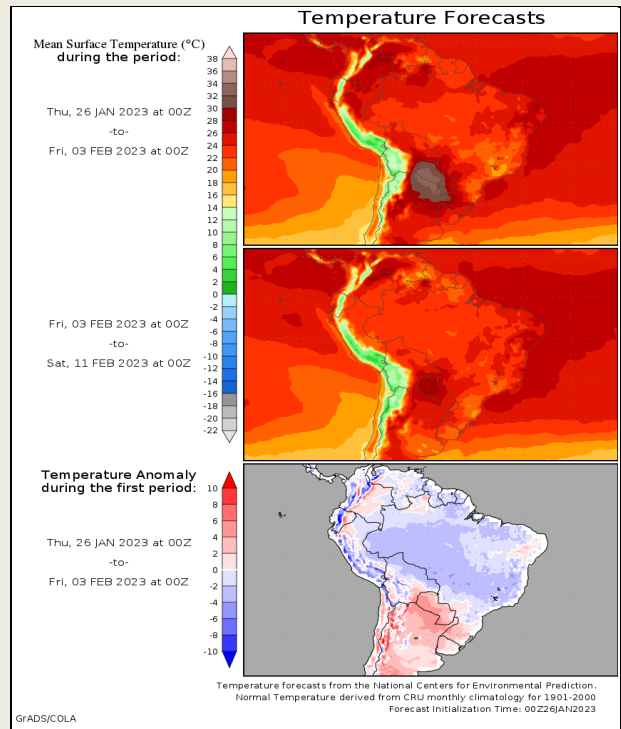 Temperature Forecasts
Mean Surface Temperature (°C)
during the period:
Thu, 26 JAN 2023 at 00Z
-to-
Fri, 03 FEB 2023 at 00Z
38
36
34
32
30
28
26
24
22
20
18
16
14
12
10
8
6
4
2
0
-2
-4
-6
-8
-10
-12
-14
-16
-18
-20
-22
Fri, 03 FEB 2023 at 00Z
-to-
Sat, 11 FEB 2023 at 00Z
Temperature Anomaly
during the first period:
Thu, 26 JAN 2023 at 00Z
-to-
Fri, 03 FEB 2023 at 00Z
10
8
6
4
2
0
-2
-4
-6
-8
-10
Temperature forecasts from the National Centers for Environmental Prediction.
Normal Temperature derived from CRU monthly climatology for 1901-2000
Forecast Initialization Time: 00Z26JAN2023
GrADS/COLA